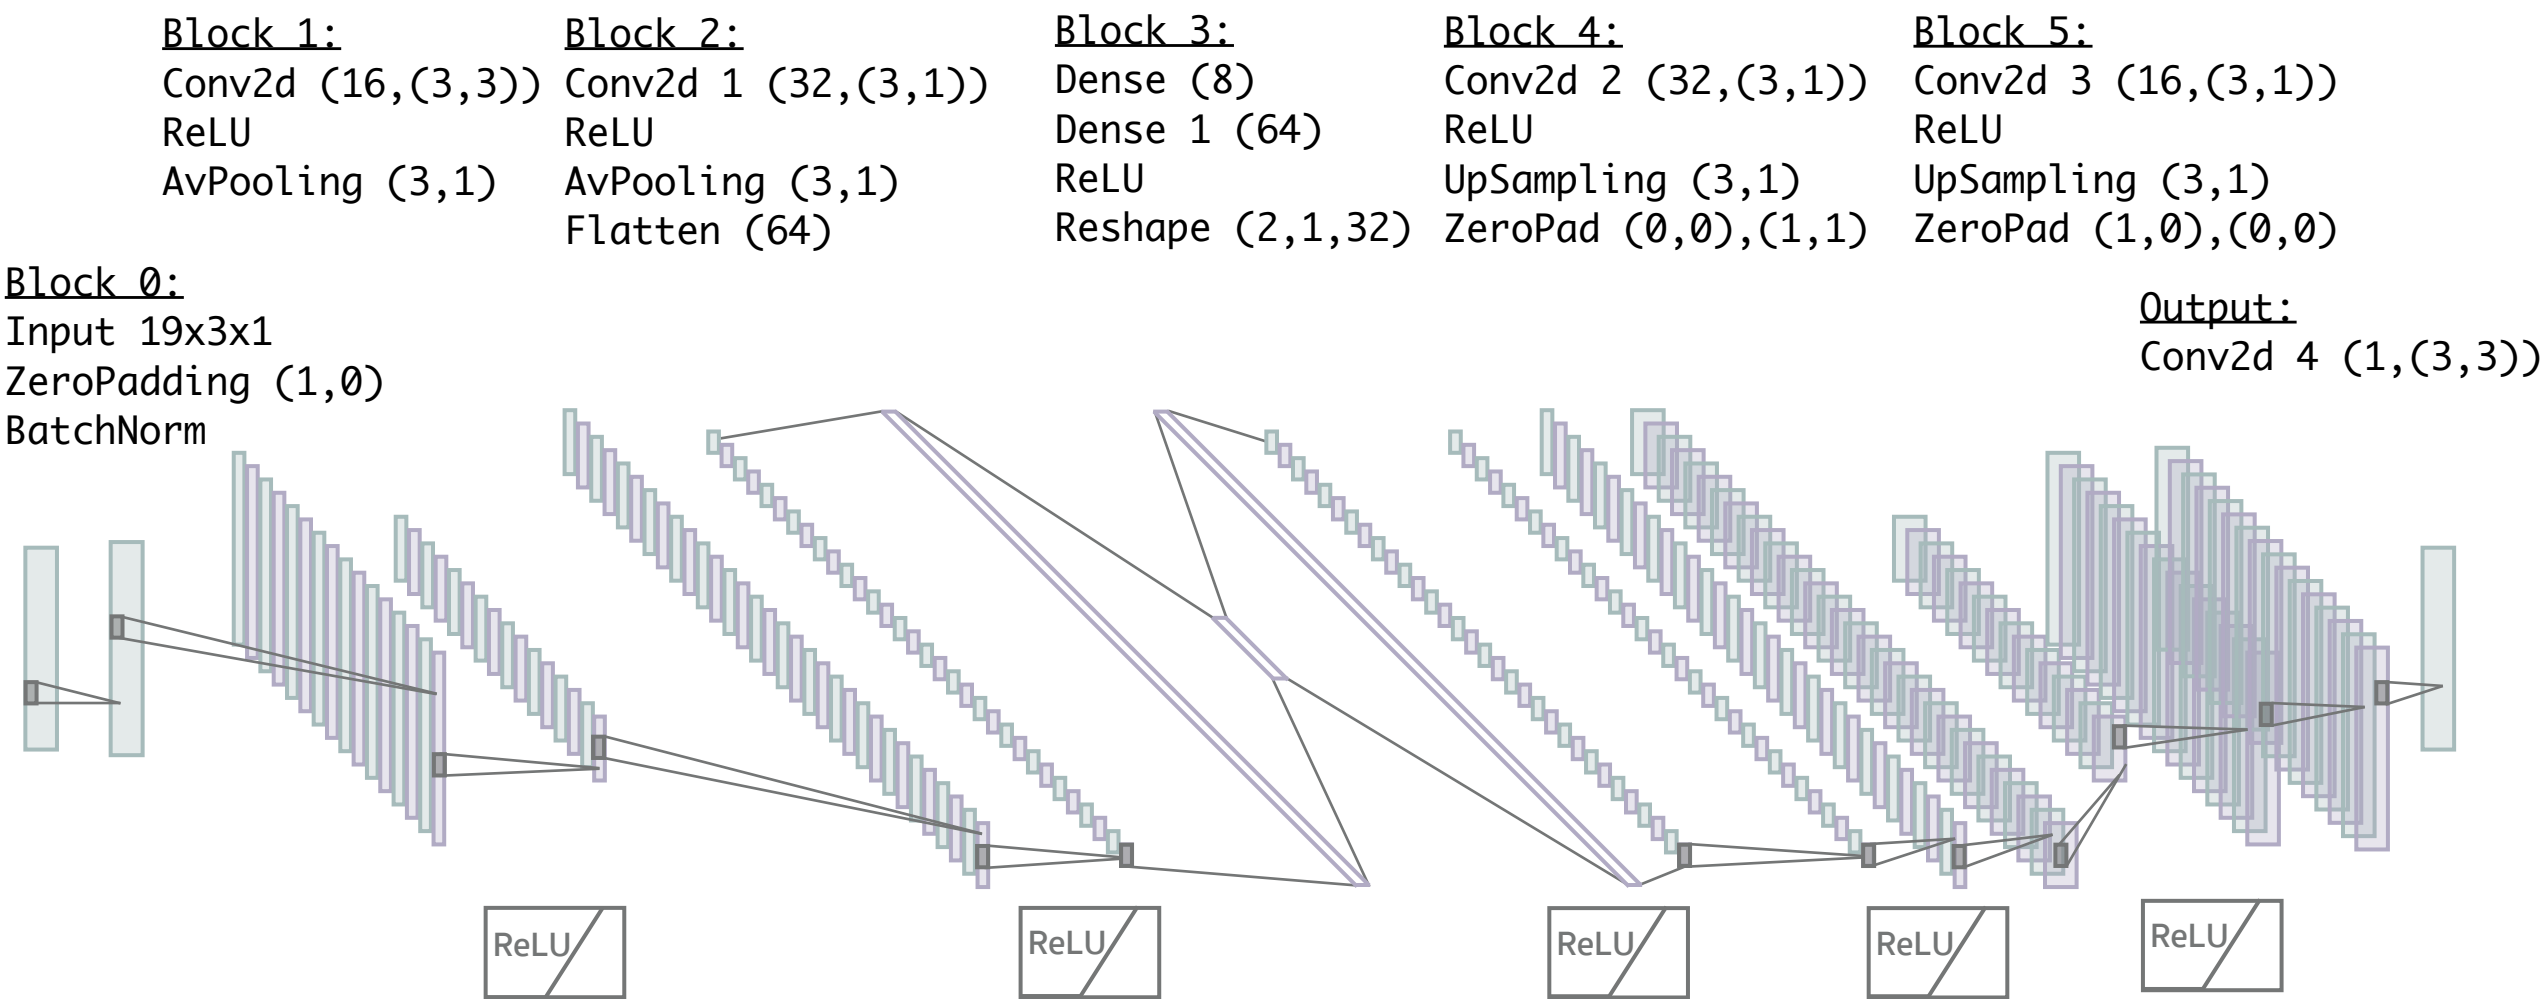 Block 1:
Conv2d (16,(3,3))
ReLU
AvPooling (3,1)
Block 2:
Conv2d 1 (32,(3,1))
ReLU
AvPooling (3,1)
Flatten (64)
Block 3:
Dense (8)
Dense 1 (64)
ReLU
Reshape (2,1,32)
Block 4:
Conv2d 2 (32,(3,1))
ReLU
UpSampling (3,1)
ZeroPad (0,0),(1,1)
Block 5:
Conv2d 3 (16,(3,1))
ReLU
UpSampling (3,1)
ZeroPad (1,0),(0,0)
Block 0:
Input 19x3x1
ZeroPadding (1,0)
BatchNorm
Output:
Conv2d 4 (1,(3,3))
ReLU
ReLU
ReLU
ReLU
ReLU